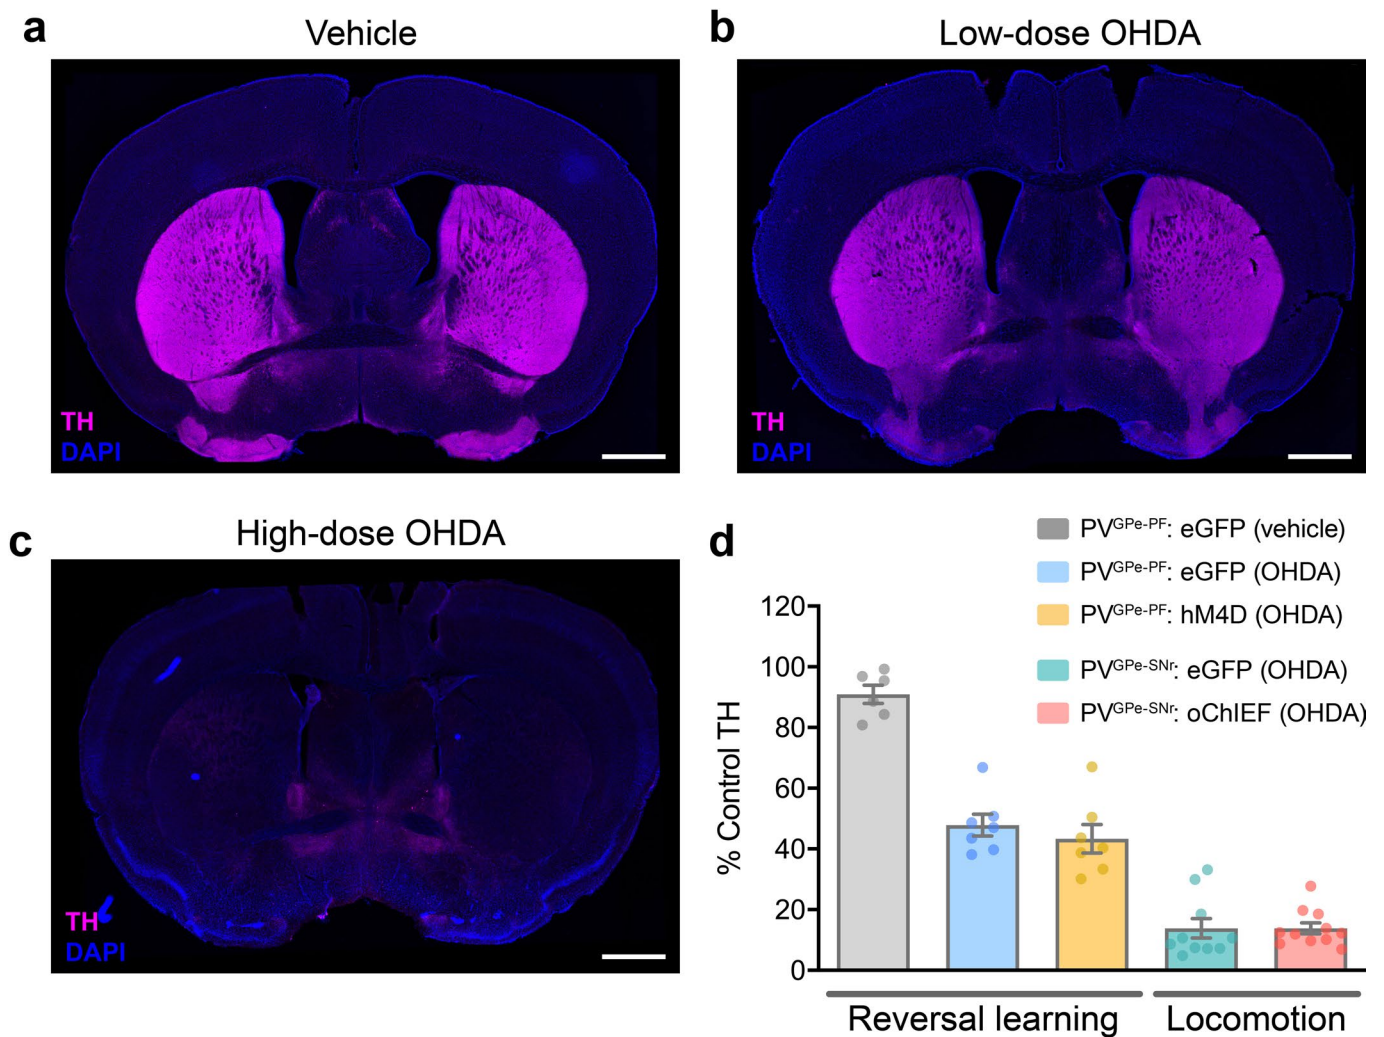 a
Vehicle
TH
DAPI
b
Low-dose OHDA
TH
DAPI
c
High-dose OHDA
TH
DAPI
d
PVGPe-PF: eGFP (vehicle)
PVGPe-PF: eGFP (OHDA)
PVGPe-PF: hM4D (OHDA)
PVGPe-SNr: eGFP (OHDA)
PVGPe-SNr: oChIEF (OHDA)
% Control TH
120
100
80
60
40
20
0
Reversal learning
Locomotion